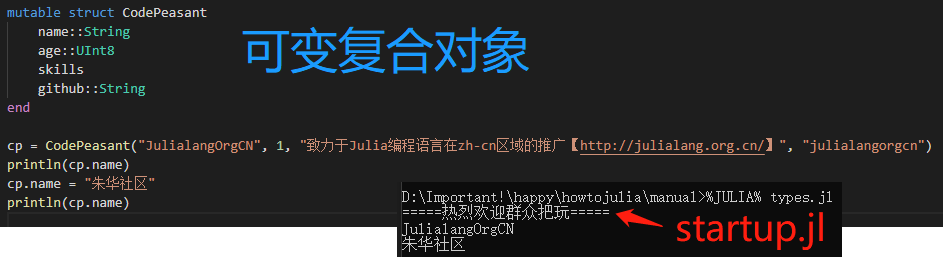 mutable struct CodePeasant
name::String
age::UInt8
可变复合对象
skills
github::String
end
cp = CodePeasant("JulialangOrgCN", 1, "致力于Julia编程语言在zh-cn区域的推广【http://julialang.org.cn/】", "julialangorgcn")
println(cp.name)
cp.name = "朱华社区"
println(cp.name)
D:\Important!\happy\howtojulia\manual>%JULIA% types.jl
=====热烈欢迎群众把玩=====
startup.jl
JulialangOrgCN
朱华社区